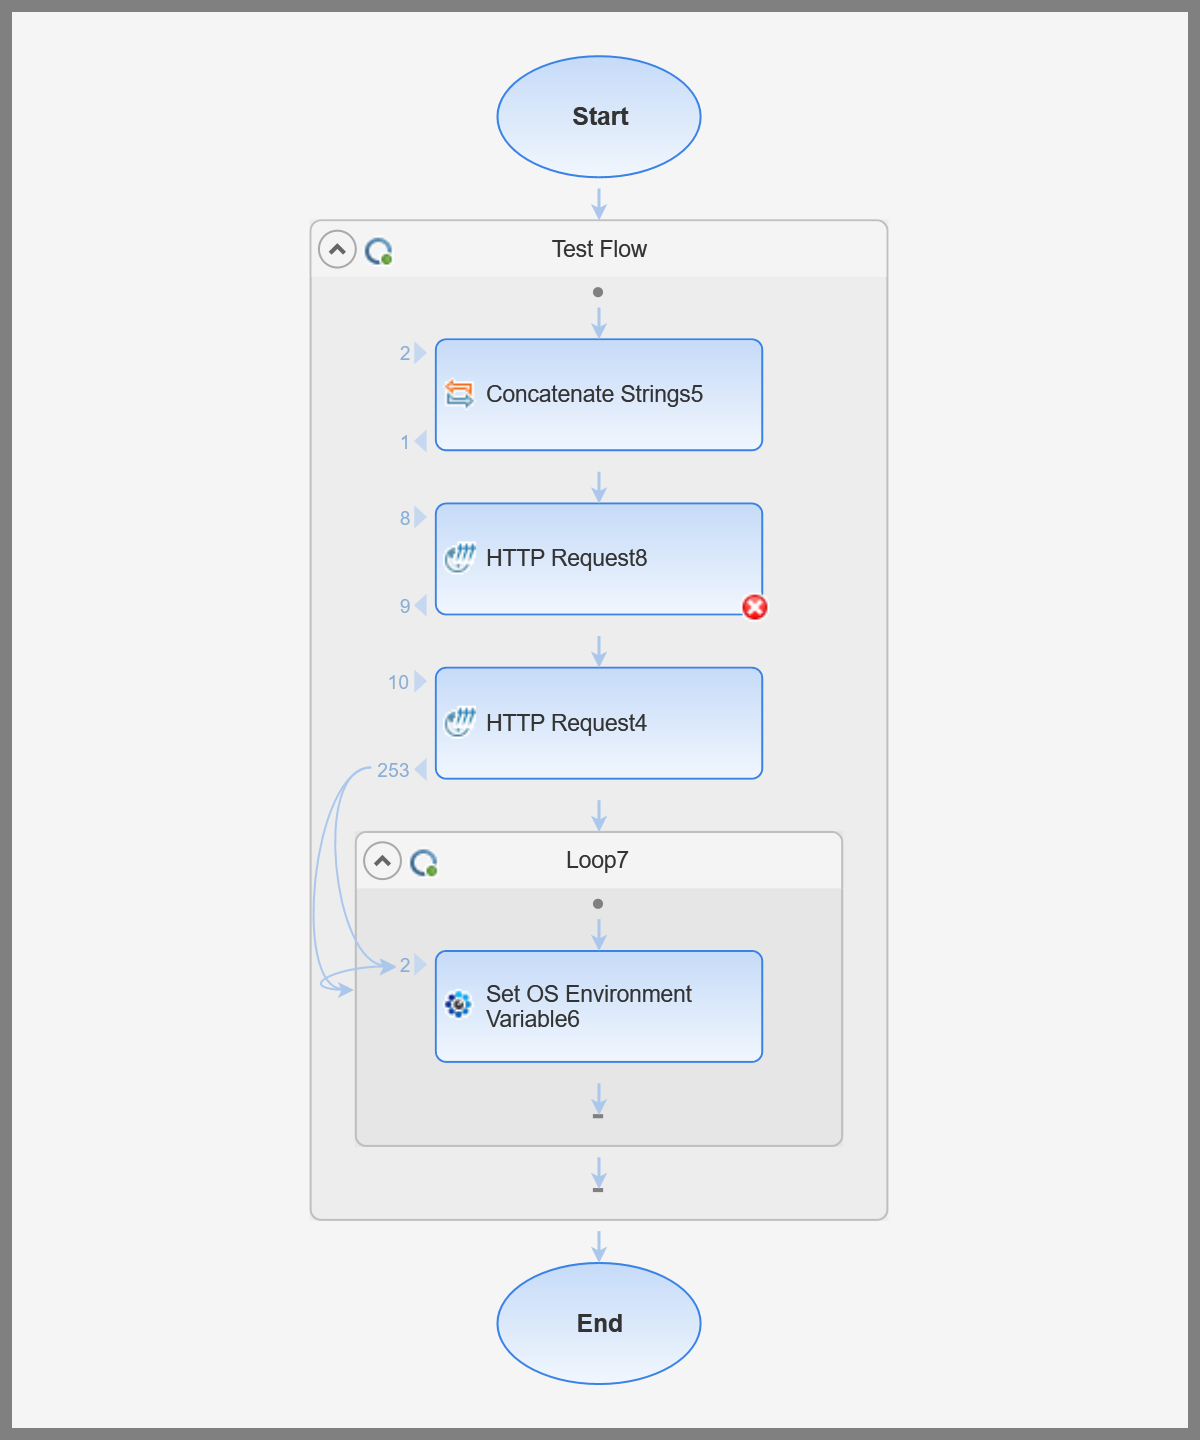 Start
Test Flow
2
Concatenate Strings5
1
8
HTTP Request8
9
10
HTTP Request4
253
Loop7
2
Set OS Environment
Variable6
End